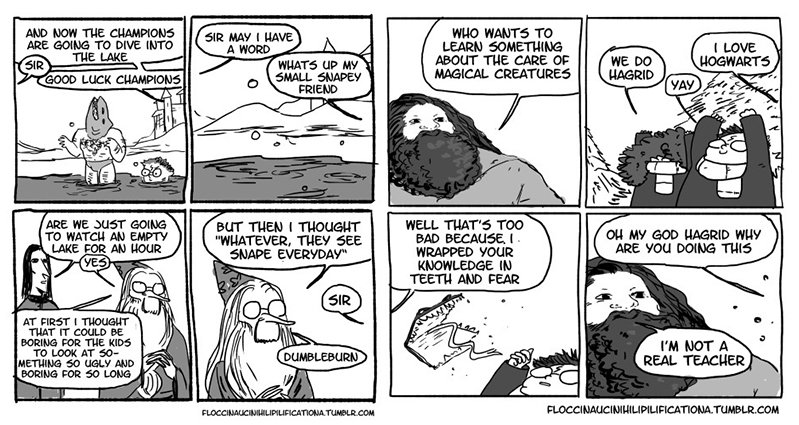 AND NOW THE CHAMPIONS
ARE GOING TO DIVE INTO
THE LAKE
SIR
GOOD LUCK CHAMPIONS
SIR MAY I HAVE
A WORD
WHATS UP MY
SMALL SNAPEY
FRIEND
ARE WE JUST GOING
TO WATCH AN EMPTY
LAKE FOR AN HOUR
YES
AT FIRST I THOUGHT
THAT IT COULD BE
BORING FOR THE KIDS
TO LOOK AT SO-
METHING SO UGLY AND
BORING FOR SO LONG
BUT THEN I THOUGHT
"WHATEVER, THEY SEE
SNAPE EVERYDAY"
SIR
DUMBLEBURN
FLOCCINAUCINIHILIPILIFICATIONA.TUMBLR.COM
WHO WANTS TO
LEARN SOMETHING
ABOUT THE CARE OF
MAGICAL CREATURES
WE DO
HAGRID
YAY
I LOVE
HOGWARTS
WELL THAT'S TOO
BAD BECAUSE I
WRAPPED YOUR
KNOWLEDGE IN
TEETH AND FEAR
OH MY GOD HAGRID WHY
ARE YOU DOING THIS
I'M NOT A
REAL TEACHER
FLOCCINAUCINIHILIPILIFICATIONA.TUMBLR.COM